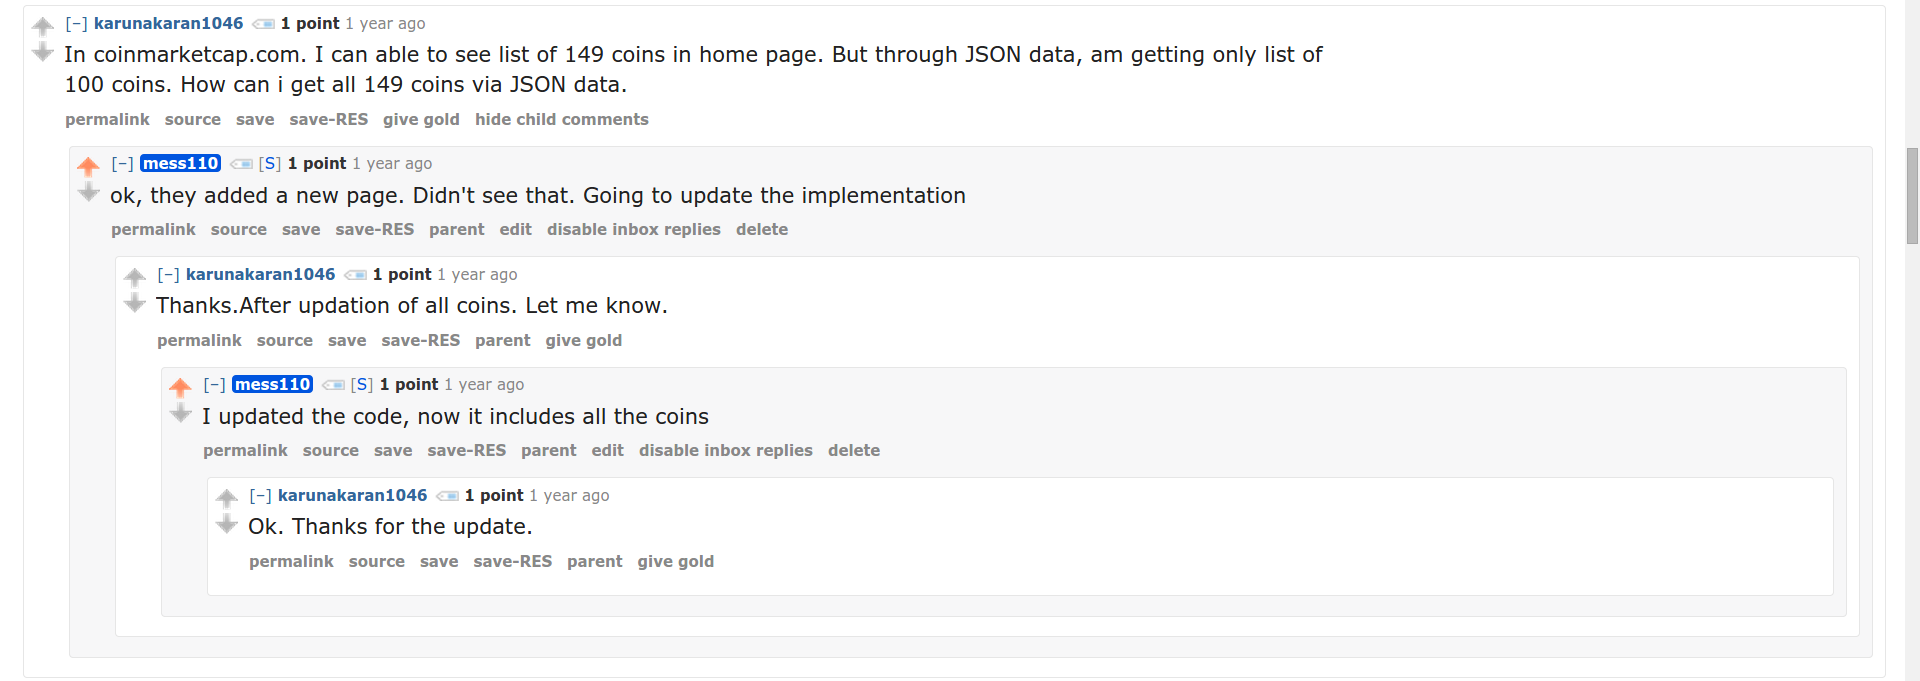 [–] karunakaran1046 1 point 1 year ago
In coinmarketcap.com. I can able to see list of 149 coins in home page. But through JSON data, am getting only list of
100 coins. How can i get all 149 coins via JSON data.
permalink source save save-RES give gold hide child comments
[–] mess110 [S] 1 point 1 year ago
ok, they added a new page. Didn't see that. Going to update the implementation
permalink source save save-RES parent edit disable inbox replies delete
[–] karunakaran1046 1 point 1 year ago
Thanks.After updation of all coins. Let me know.
permalink source save save-RES parent give gold
[–] mess110 [S] 1 point 1 year ago
I updated the code, now it includes all the coins
permalink source save save-RES parent edit disable inbox replies delete
[–] karunakaran1046 1 point 1 year ago
Ok. Thanks for the update.
permalink source save save-RES parent give gold